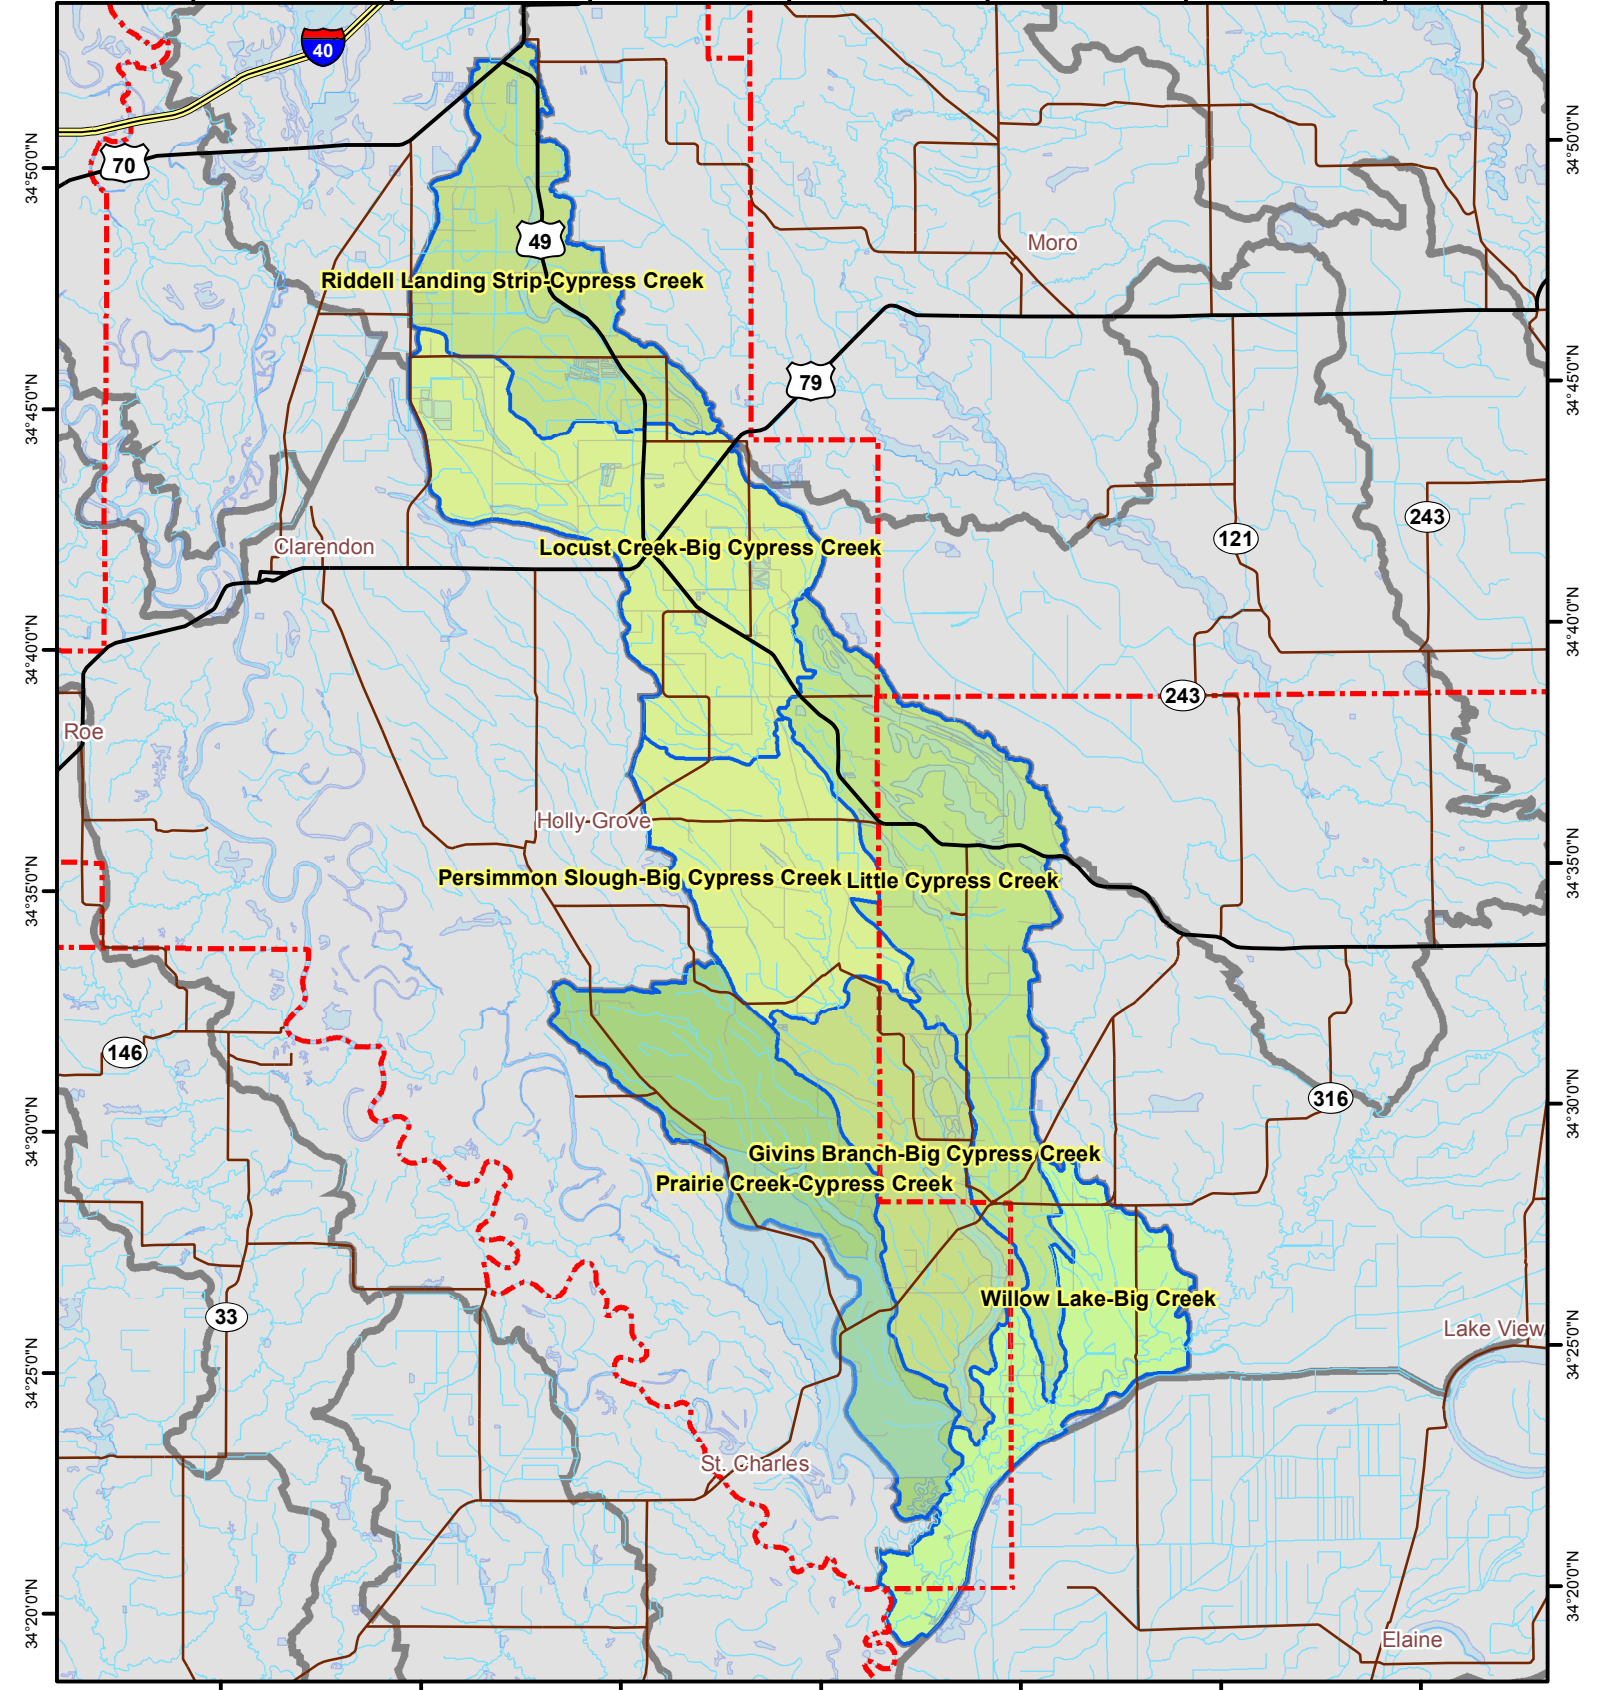 40
70
34°50'0"N
34°50'0"N
49
Moro
Riddell Landing Strip-Cypress Creek
79
34°45'0"N
34°45'0"N
243
121
Clarendon
Locust Creek-Big Cypress Creek
34°40'0"N
34°40'0"N
243
Roe
Holly Grove
34°35'0"N
34°35'0"N
Persimmon Slough-Big Cypress Creek
Little Cypress Creek
146
316
34°30'0"N
34°30'0"N
Givins Branch-Big Cypress Creek
Prairie Creek-Cypress Creek
Willow Lake-Big Creek
33
Lake View
34°25'0"N
34°25'0"N
St. Charles
34°20'0"N
34°20'0"N
Elaine